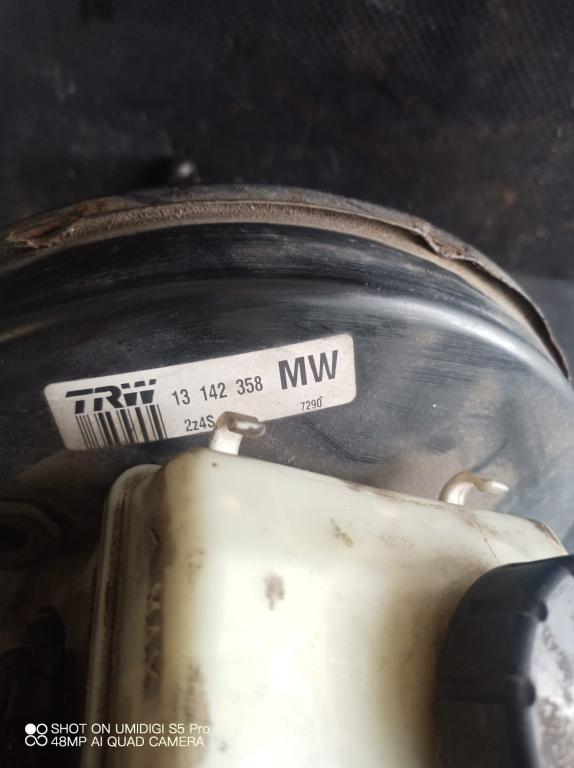 TRW 13 142 358 MW
2z4S 7290
SHOT ON UMIDIGI S5 Pro
48MP AI QUAD CAMERA